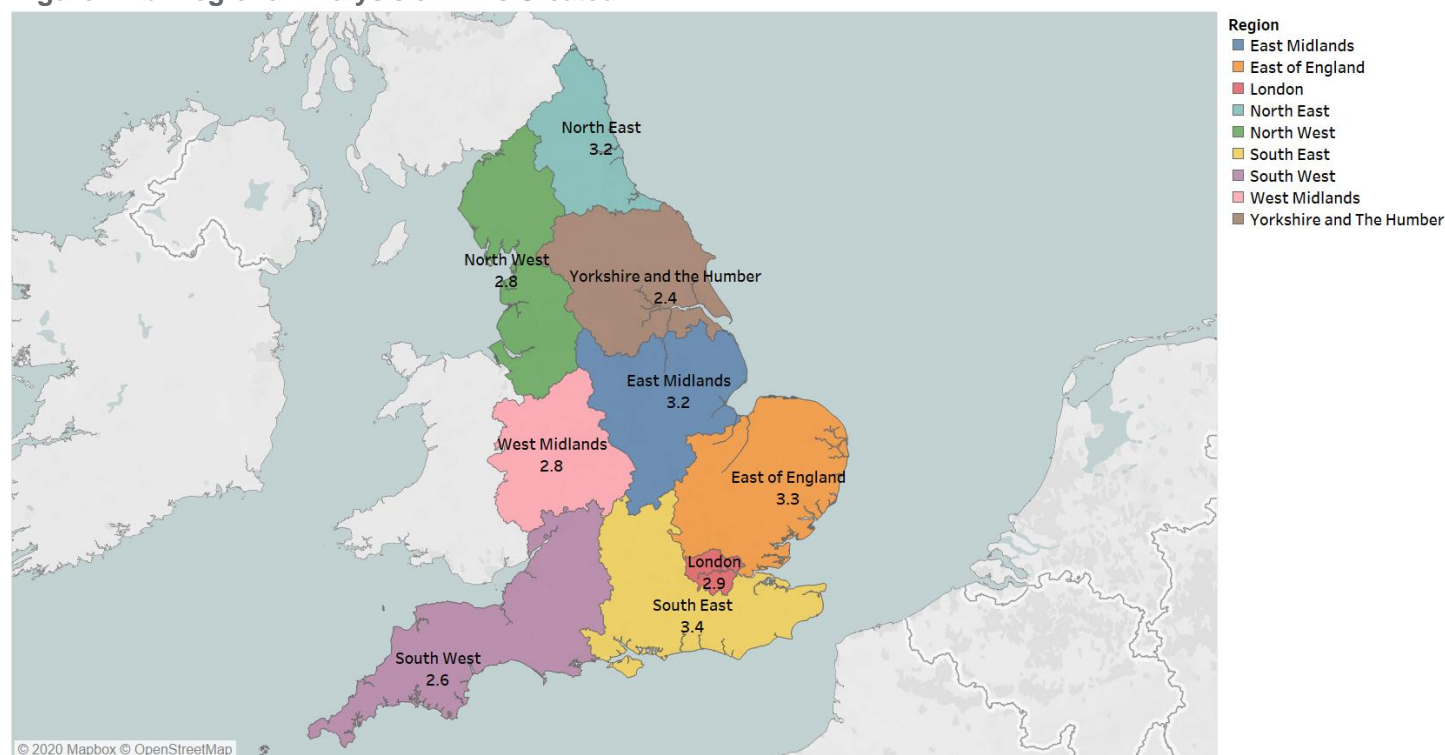 Region
East Midlands
East of England
London
North East
North West
South East
South West
West Midlands
Yorkshire and The Humber
North East
3.2
North West
2.8
Yorkshire and the Humber
2.4
East Midlands
3.2
West Midlands
2.8
East of England
3.3
London
2.9
South East
3.4
South West
2.6
© 2020 Mapbox © OpenStreetMap